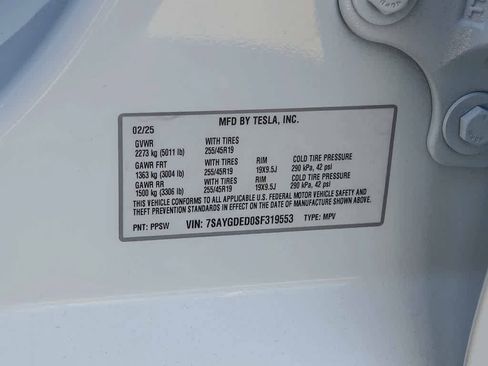 MFD BY TESLA, INC.
02/25
GVWR WITH TIRES
2273 kg (5011 lb) 255/45R19
GAWR FRT WITH TIRES RIM COLD TIRE PRESSURE
1363 kg (3004 lb) 255/45R19 19X9.5J 290 kPa, 42 psi
GAWR RR WITH TIRES RIM COLD TIRE PRESSURE
1500 kg (3306 lb) 255/45R19 19X9.5J 290 kPa, 42 psi
THIS VEHICLE CONFORMS TO ALL APPLICABLE U.S. FEDERAL MOTOR VEHICLE SAFETY AND
THEFT PREVENTION STANDARDS IN EFFECT ON THE DATE OF MANUFACTURE SHOWN ABOVE.
PNT: PPSW VIN: 7SAYGDED0SF319553 TYPE: MPV